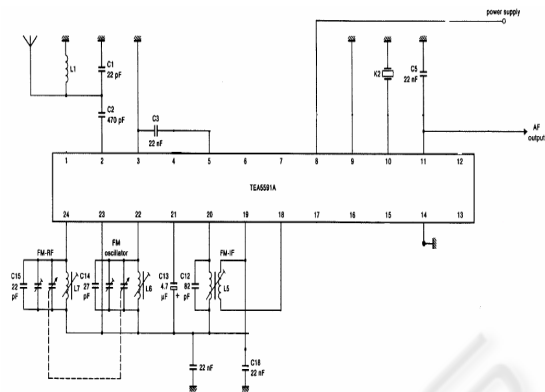 power supply
L1
C1
22 pF
C2
470 pF
C3
22 nF
K2
C5
22 nF
AF
output
1 2 3 4 5 6 7 8 9 10 11 12
TEA5591A
24 23 22 21 20 19 18 17 16 15 14 13
FM-RF
FM
oscillator
FM-IF
C15
22
pF
L7
C14
27
pF
L6
C13
4.7
µF
+
C12
82
pF
L5
22 nF
C18
22 nF